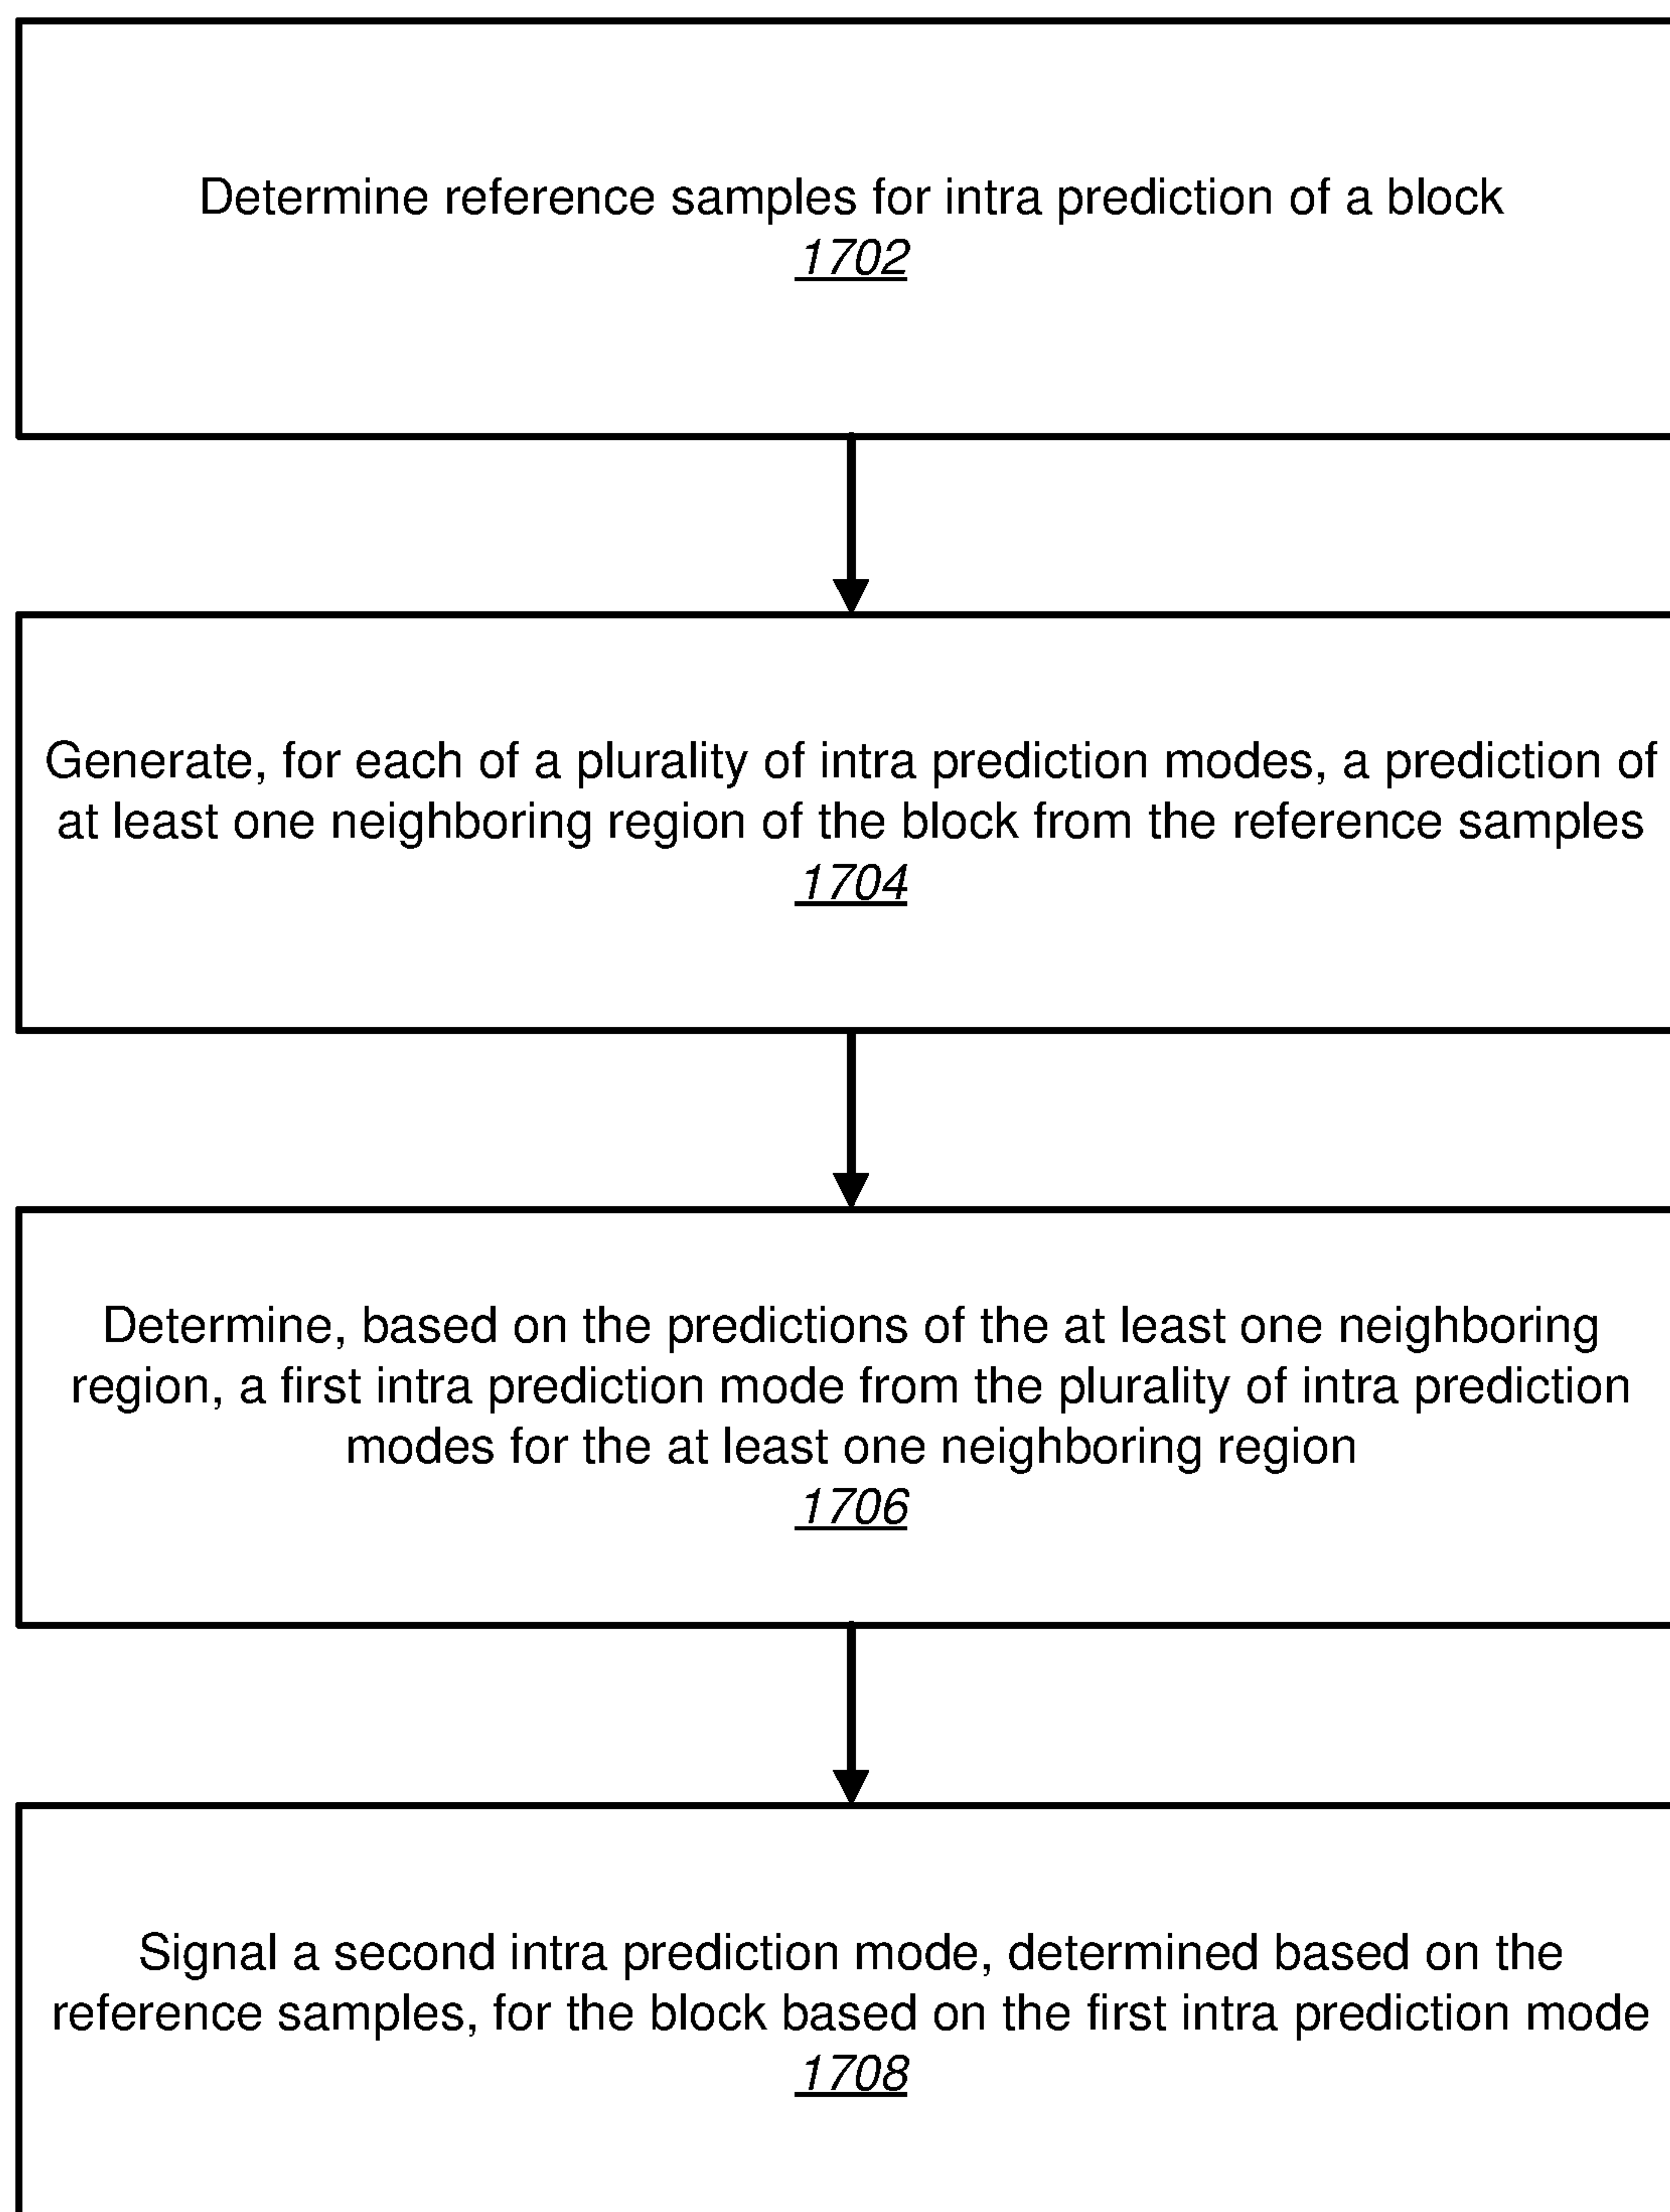 Determine reference samples for intra prediction of a block
1702
Generate, for each of a plurality of intra prediction modes, a prediction of
at least one neighboring region of the block from the reference samples
1704
Determine, based on the predictions of the at least one neighboring
region, a first intra prediction mode from the plurality of intra prediction
modes for the at least one neighboring region
1706
Signal a second intra prediction mode, determined based on the
reference samples, for the block based on the first intra prediction mode
1708